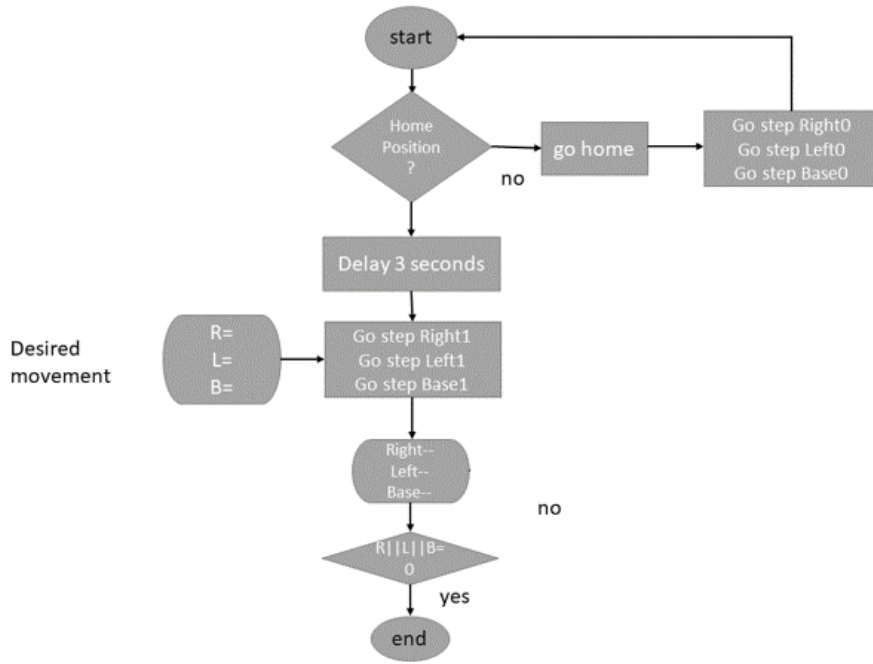 start
Home
Position
?
no
go home
Go step Right0
Go step Left0
Go step Base0
Delay 3 seconds
Desired
movement
R=
L=
B=
Go step Right1
Go step Left1
Go step Base1
Right--
Left--
Base--
no
R||L||B=
0
yes
end